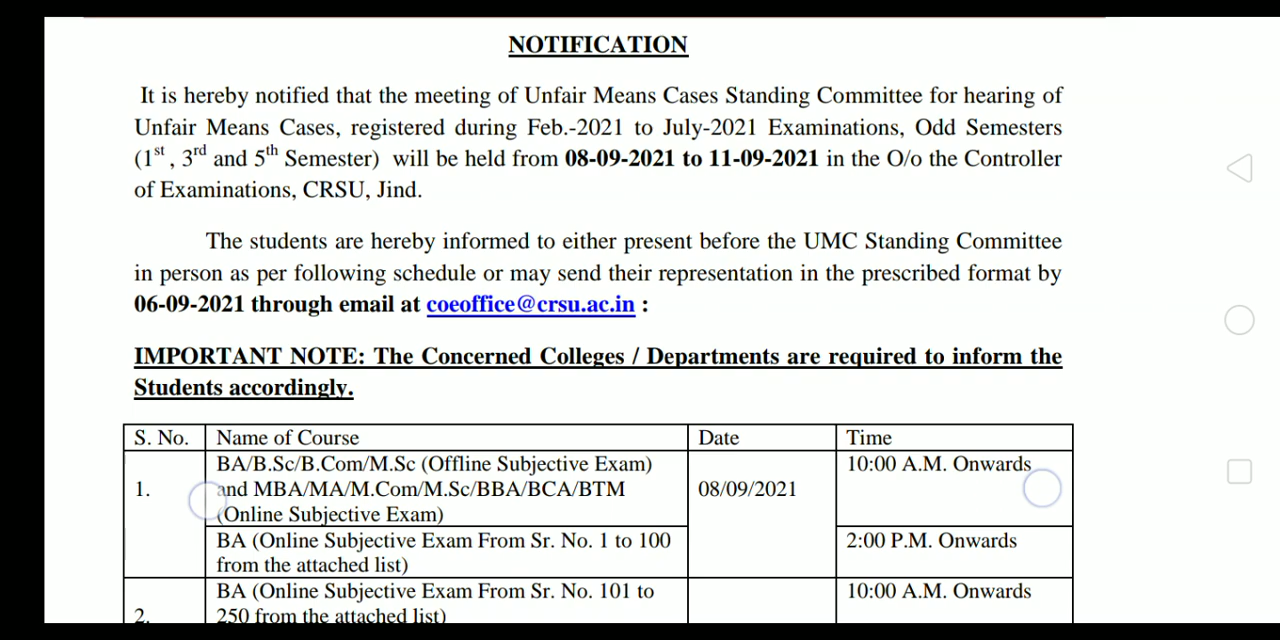 NOTIFICATION
It is hereby notified that the meeting of Unfair Means Cases Standing Committee for hearing of
Unfair Means Cases, registered during Feb.-2021 to July-2021 Examinations, Odd Semesters
(1st , 3rd and 5th Semester) will be held from 08-09-2021 to 11-09-2021 in the O/o the Controller
of Examinations, CRSU, Jind.
The students are hereby informed to either present before the UMC Standing Committee
in person as per following schedule or may send their representation in the prescribed format by
06-09-2021 through email at coeoffice@crsu.ac.in :
IMPORTANT NOTE: The Concerned Colleges / Departments are required to inform the
Students accordingly.
S. No. Name of Course Date Time
BA/B.Sc/B.Com/M.Sc (Offline Subjective Exam) 10:00 A.M. Onwards
1. and MBA/MA/M.Com/M.Sc/BBA/BCA/BTM 08/09/2021
(Online Subjective Exam)
BA (Online Subjective Exam From Sr. No. 1 to 100 2:00 P.M. Onwards
from the attached list)
BA (Online Subjective Exam From Sr. No. 101 to 10:00 A.M. Onwards
2. 250 from the attached list)